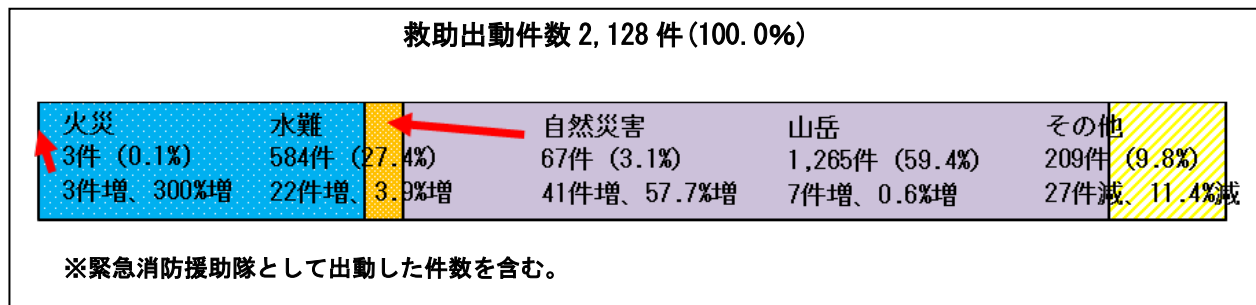 救助出動件数 2,128 件(100.0%)
火災 水難 自然災害 山岳 その他
3件 (0.1%) 584件 (27.4%) 67件 (3.1%) 1,265件 (59.4%) 209件 (9.8%)
3件増、300%増 22件増、3.9%増 41件増、57.7%増 7件増、0.6%増 27件減、11.4%減
※緊急消防援助隊として出動した件数を含む。